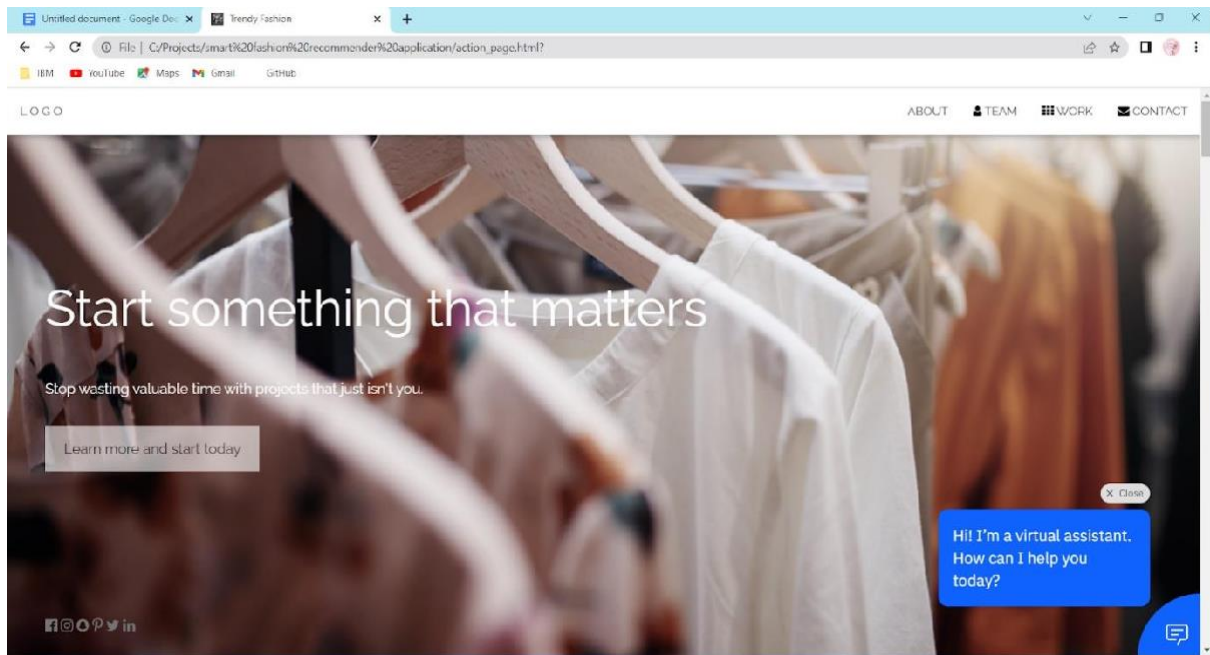 Untitled document - Google Doc
Trendy Fashion
File | C:/Projects/smart%20fashion%20recommender%20application/action_page.html?
IBM YouTube Maps Gmail GitHub
LOGO ABOUT TEAM WORK CONTACT
Start something that matters
Stop wasting valuable time with projects that just isn't you.
Learn more and start today
X Close
Hi! I'm a virtual assistant.
How can I help you
today?